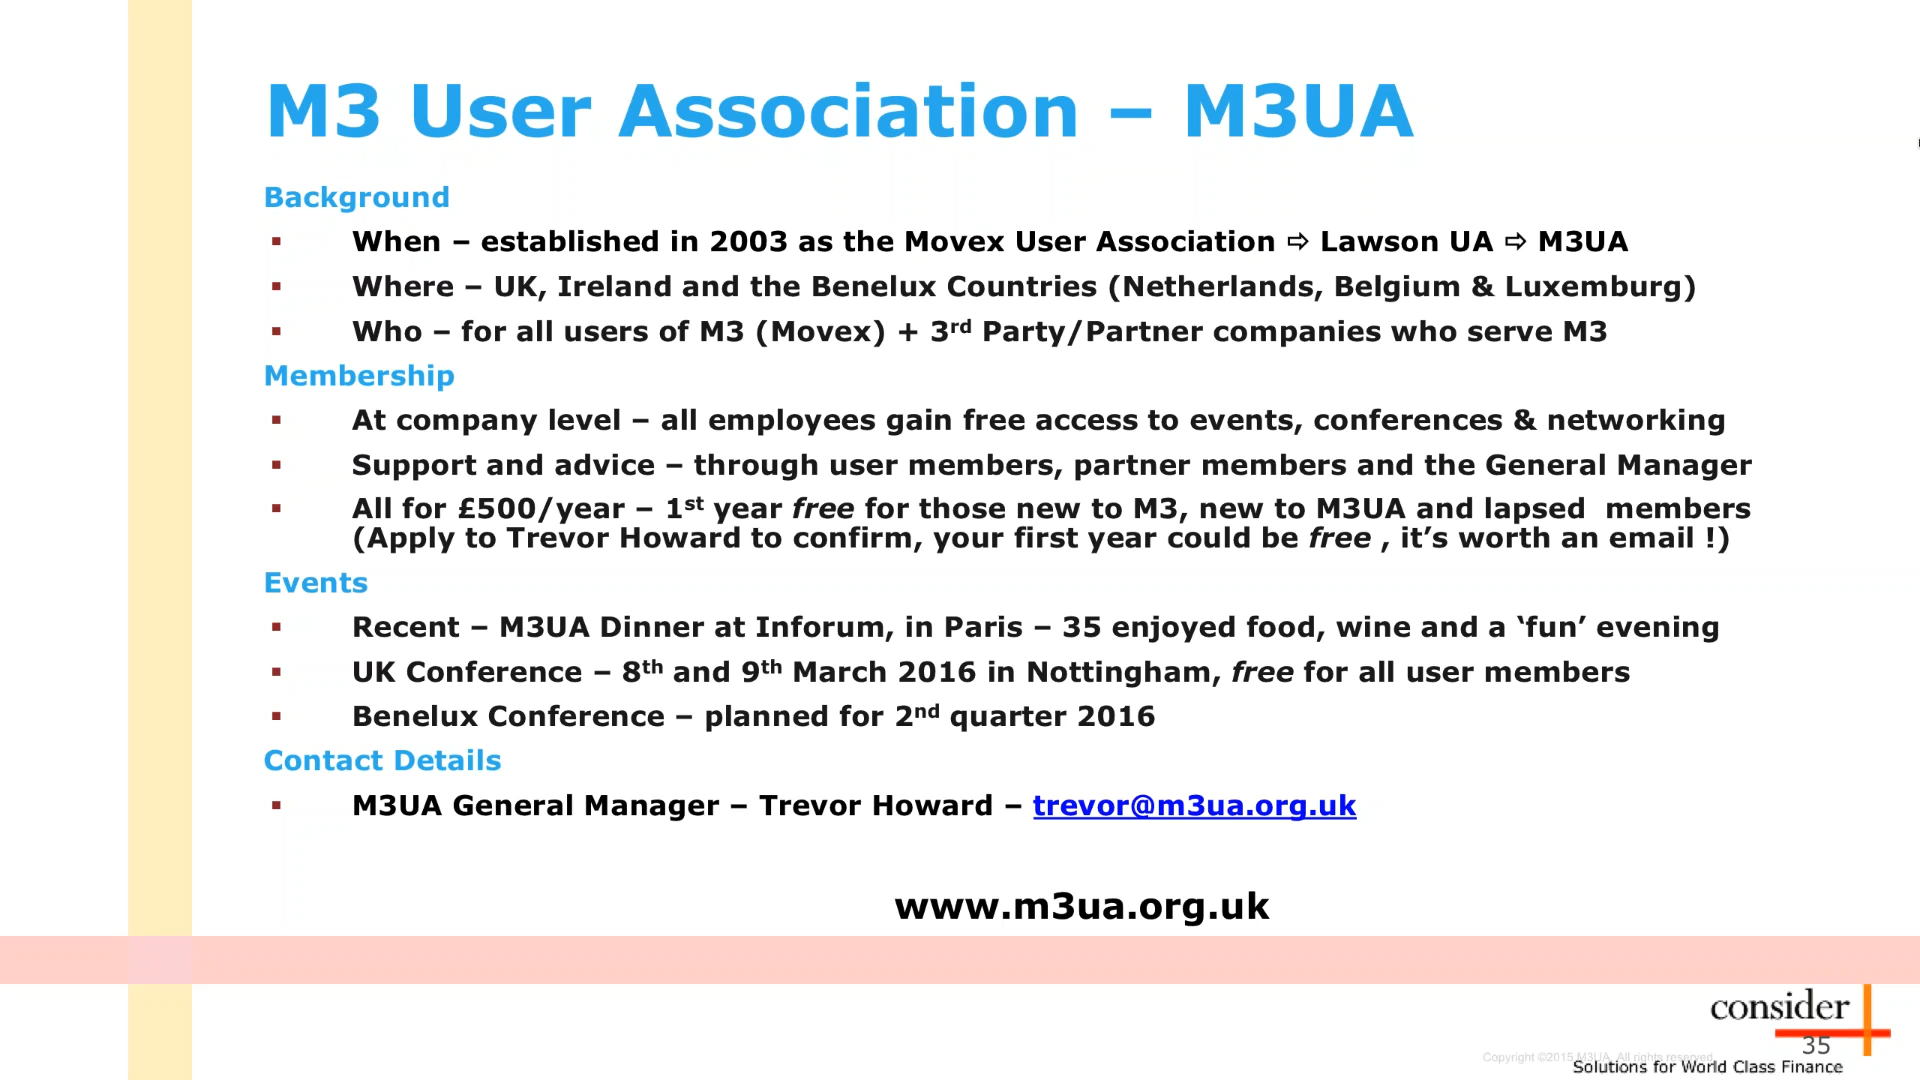 M3 User Association – M3UA
Background
▪ When – established in 2003 as the Movex User Association ⇨ Lawson UA ⇨ M3UA
▪ Where – UK, Ireland and the Benelux Countries (Netherlands, Belgium & Luxemburg)
▪ Who – for all users of M3 (Movex) + 3rd Party/Partner companies who serve M3
Membership
▪ At company level – all employees gain free access to events, conferences & networking
▪ Support and advice – through user members, partner members and the General Manager
▪ All for £500/year – 1st year free for those new to M3, new to M3UA and lapsed  members
(Apply to Trevor Howard to confirm, your first year could be free , it’s worth an email !)
Events
▪ Recent – M3UA Dinner at Inforum, in Paris – 35 enjoyed food, wine and a ‘fun’ evening
▪ UK Conference – 8th and 9th March 2016 in Nottingham, free for all user members
▪ Benelux Conference – planned for 2nd quarter 2016
Contact Details
▪ M3UA General Manager – Trevor Howard – trevor@m3ua.org.uk
www.m3ua.org.uk
consider
35
Copyright ©2015 M3UA. All rights reserved.
Solutions for World Class Finance